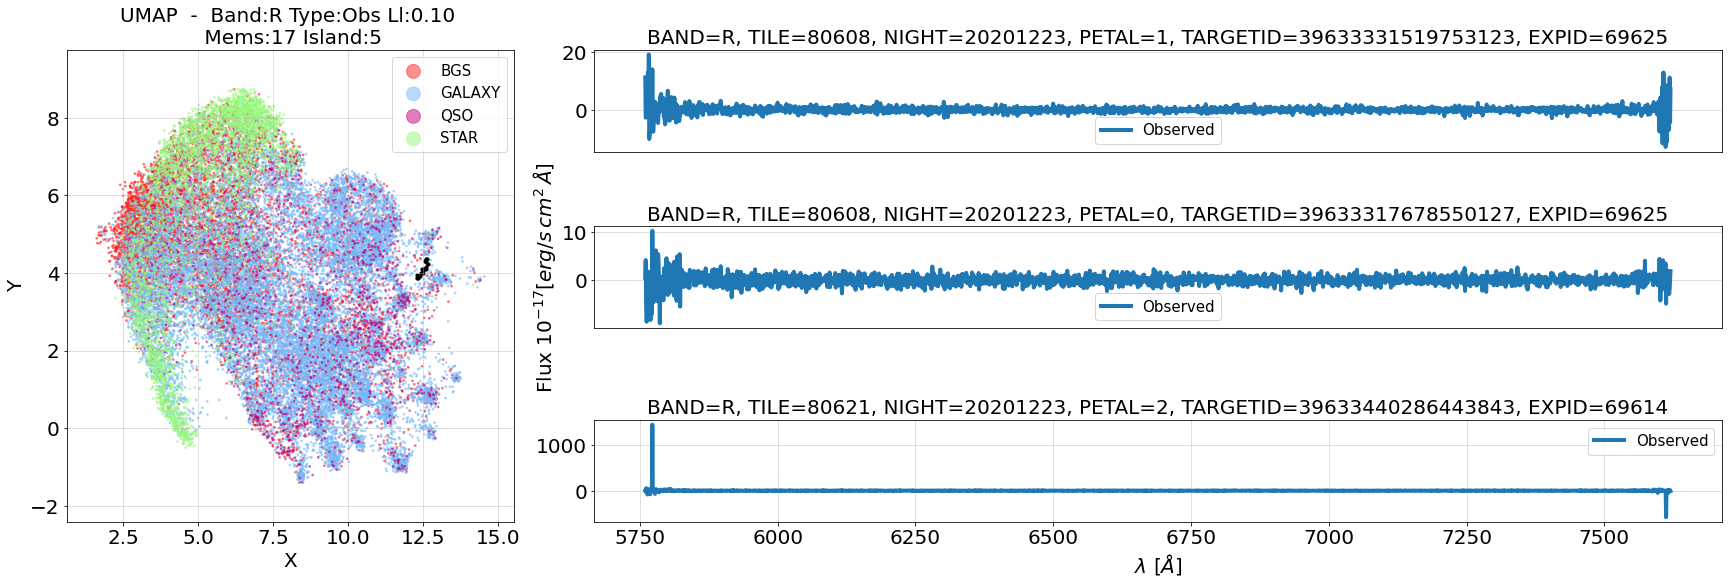 UMAP - Band:R Type:Obs Ll:0.10
Mems:17 Island:5
BGS
GALAXY
QSO
STAR
8
6
4
2
0
−2
Y
2.5 5.0 7.5 10.0 12.5 15.0
X
BAND=R, TILE=80608, NIGHT=20201223, PETAL=1, TARGETID=39633331519753123, EXPID=69625
20
0
Observed
BAND=R, TILE=80608, NIGHT=20201223, PETAL=0, TARGETID=39633317678550127, EXPID=69625
10
0
Observed
Flux 10⁻¹⁷[erg/s cm² Å]
BAND=R, TILE=80621, NIGHT=20201223, PETAL=2, TARGETID=39633440286443843, EXPID=69614
1000
0
Observed
5750 6000 6250 6500 6750 7000 7250 7500
λ [Å]